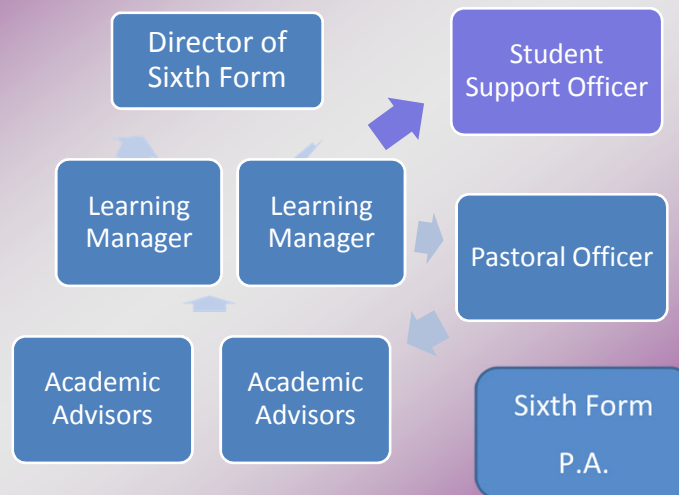 Director of
Sixth Form
Student
Support Officer
Learning
Manager
Learning
Manager
Pastoral Officer
Academic
Advisors
Academic
Advisors
Sixth Form
P.A.